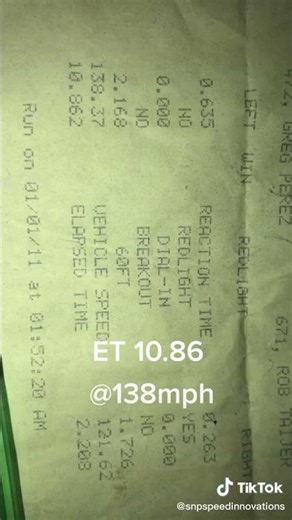 472, GREG PEREZ / 671, ROB TAIJER
LEFT WIN REDLIGHT RIGHT
0.635 REACTION TIME 0.263
NO REDLIGHT YES
0.000 DIAL-IN 0.000
NO BREAKOUT NO
2.168 60FT 1.726
138.37 VEHICLE SPEED 121.62
10.862 ELAPSED TIME 2.208
Run on 01/01/11 at 01:52:20 AM
ET 10.86
@138mph
TikTok
@snpspeedinnovations